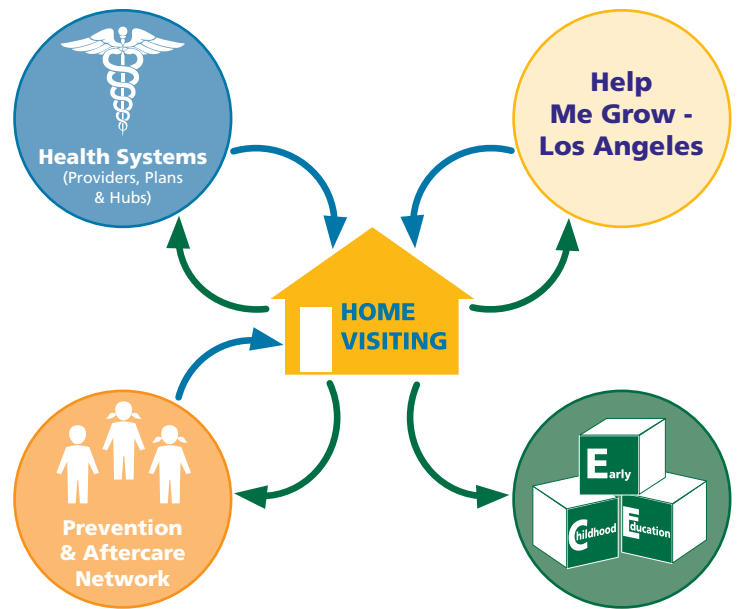 Health Systems
(Providers, Plans
& Hubs)
Help
Me Grow -
Los Angeles
HOME
VISITING
Prevention
& Aftercare
Network
Early
Childhood
Education